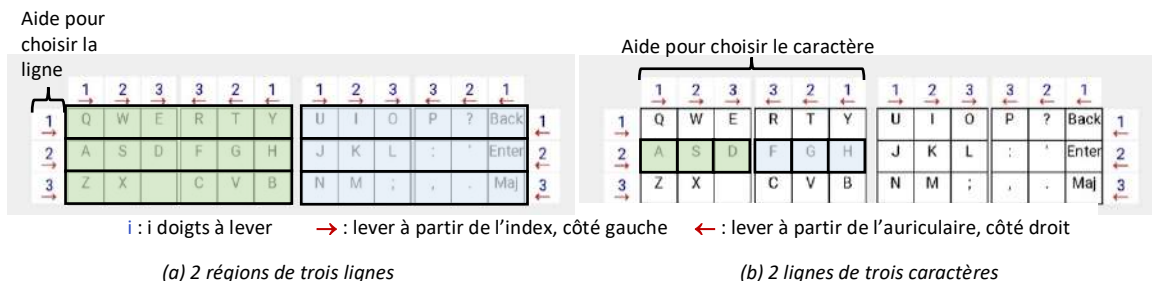 Aide pour
choisir la
ligne
1 2 3 3 2 1 1 2 3 3 2 1
→ → → ← ← ← → → → ← ← ←
1 Q W E R T Y U I O P ? Back 1
→ ←
2 A S D F G H J K L : ' Enter 2
→ ←
3 Z X C V B N M ; , . Maj 3
→ ←
Aide pour choisir le caractère
1 2 3 3 2 1 1 2 3 3 2 1
→ → → ← ← ← → → → ← ← ←
1 Q W E R T Y U I O P ? Back 1
→ ←
2 A S D F G H J K L : ' Enter 2
→ ←
3 Z X C V B N M ; , . Maj 3
→ ←
i : i doigts à lever → : lever à partir de l'index, côté gauche ← : lever à partir de l'auriculaire, côté droit
(a) 2 régions de trois lignes (b) 2 lignes de trois caractères